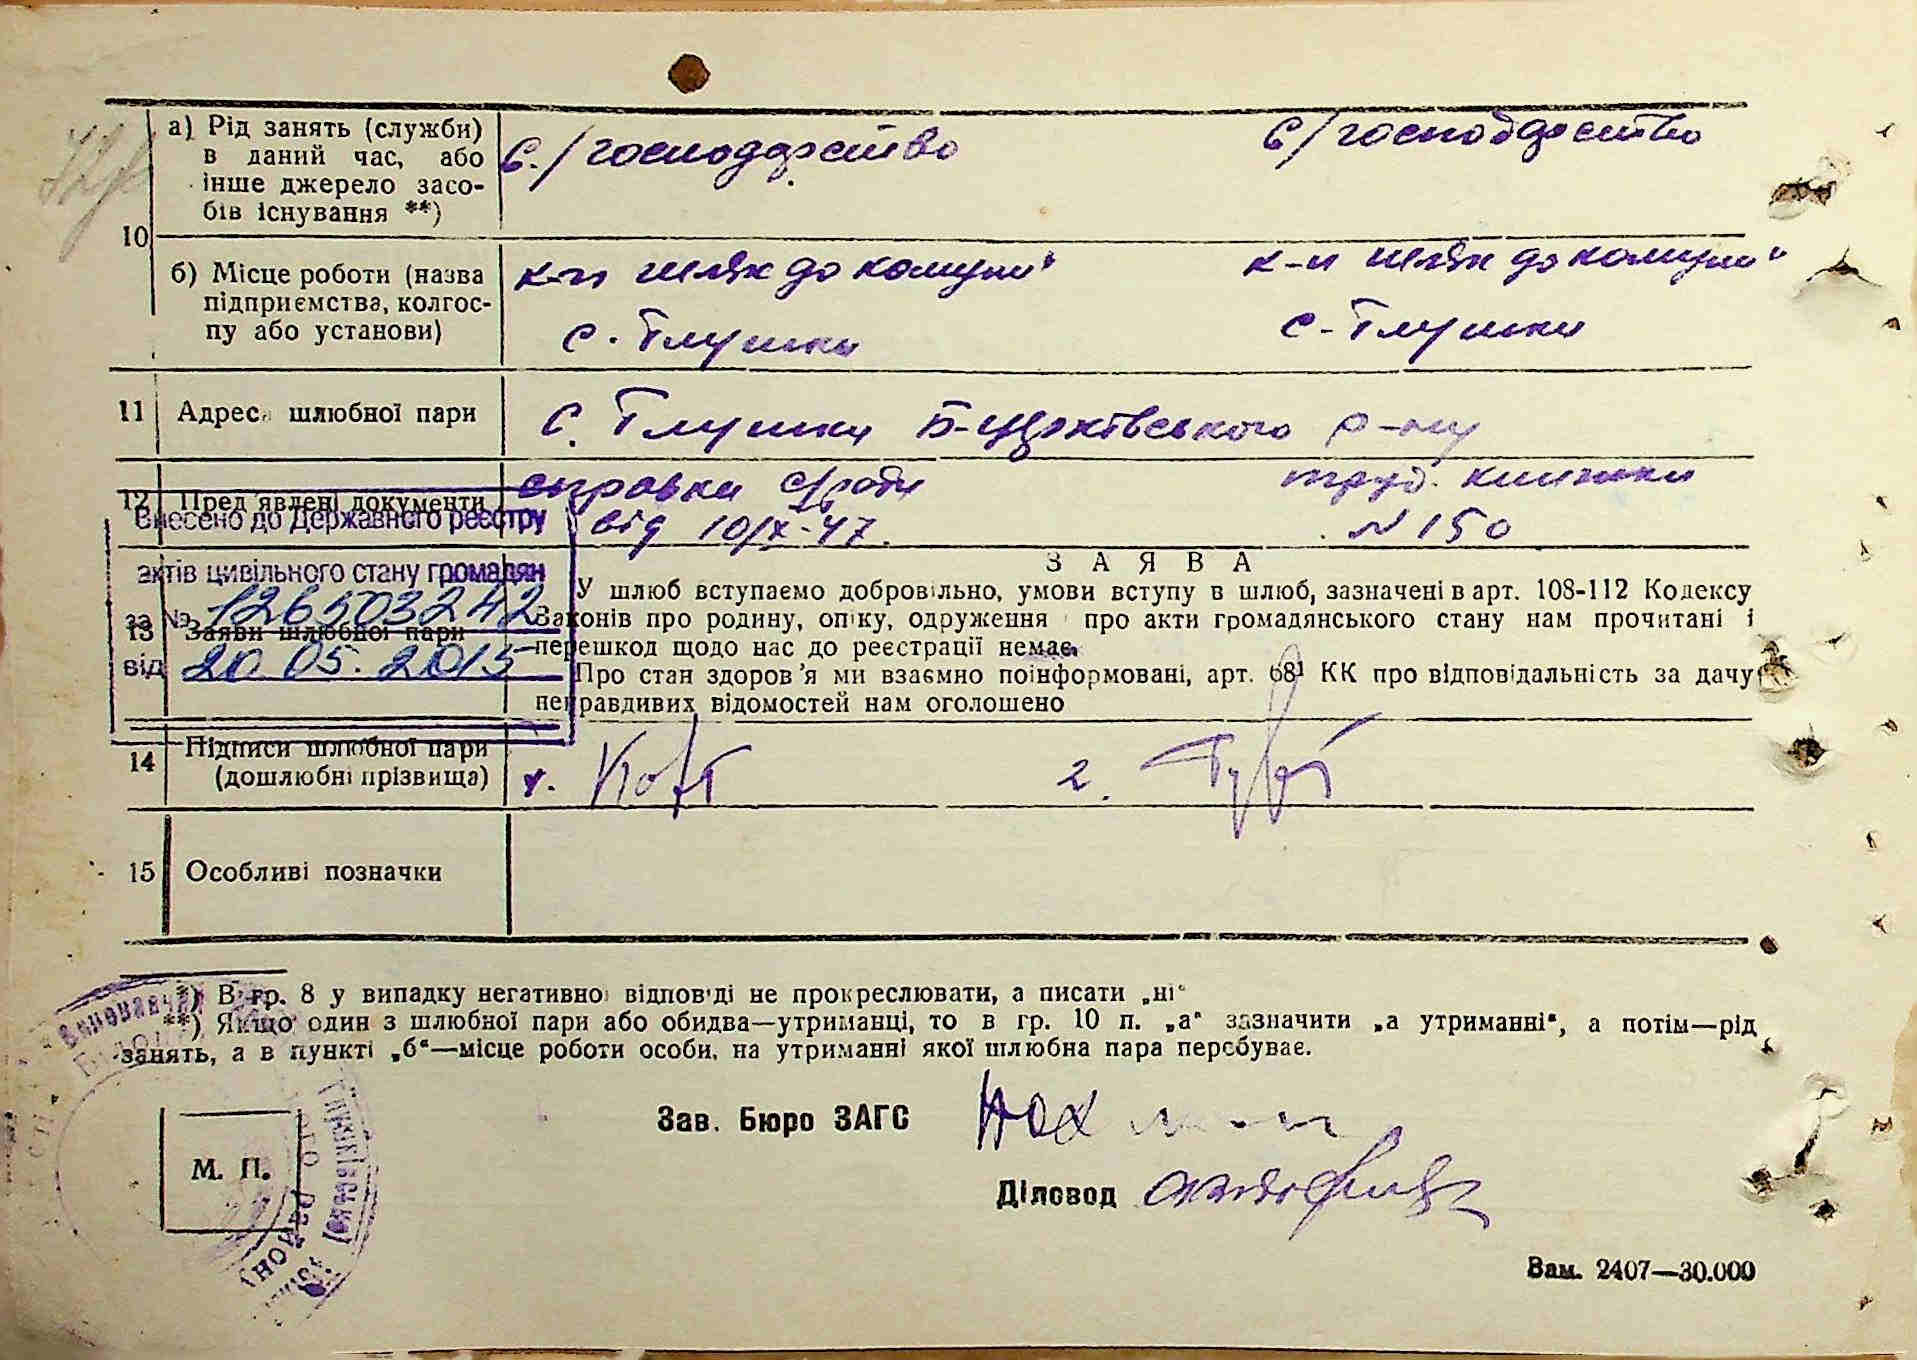 а) Рід занять (служби)
в даний час, або
інше джерело засо-
бів існування **)
с./господарство
с/господарство
10
б) Місце роботи (назва
підприємства, колгос-
пу або установи)
к-п шлях до комуни"
к-п шлях до комуни"
с. Глушки
с-Глушки
11 Адреса шлюбної пари
с. Глушки Б-Церківського р-ну
12 Пред'явлені документи
справки с/ради
від 10/X-47.
труд. книжки
N 150
Внесено до Державного реєстру
актів цивільного стану громадян
за № 126503242
від 20.05.2015
ЗАЯВА
13 Заяви шлюбної пари
У шлюб вступаємо добровільно, умови вступу в шлюб, зазначені в арт. 108-112 Кодексу
Законів про родину, опіку, одруження і про акти громадянського стану нам прочитані і
перешкод щодо нас до реєстрації немає.
Про стан здоров'я ми взаємно поінформовані, арт. 68¹ КК про відповідальність за дачу
неправдивих відомостей нам оголошено
14 Підписи шлюбної пари
(дошлюбні прізвища)
1.
2.
15 Особливі позначки
*) В гр. 8 у випадку негативної відповіді не прокреслювати, а писати „ні“
**) Якщо один з шлюбної пари або обидва—утриманці, то в гр. 10 п. „а“ зазначити „а утриманні“, а потім—рід
занять, а в пункті „б“—місце роботи особи, на утриманні якої шлюбна пара перебуває.
Зав. Бюро ЗАГС
М. П.
Діловод
Зам. 2407—30.000